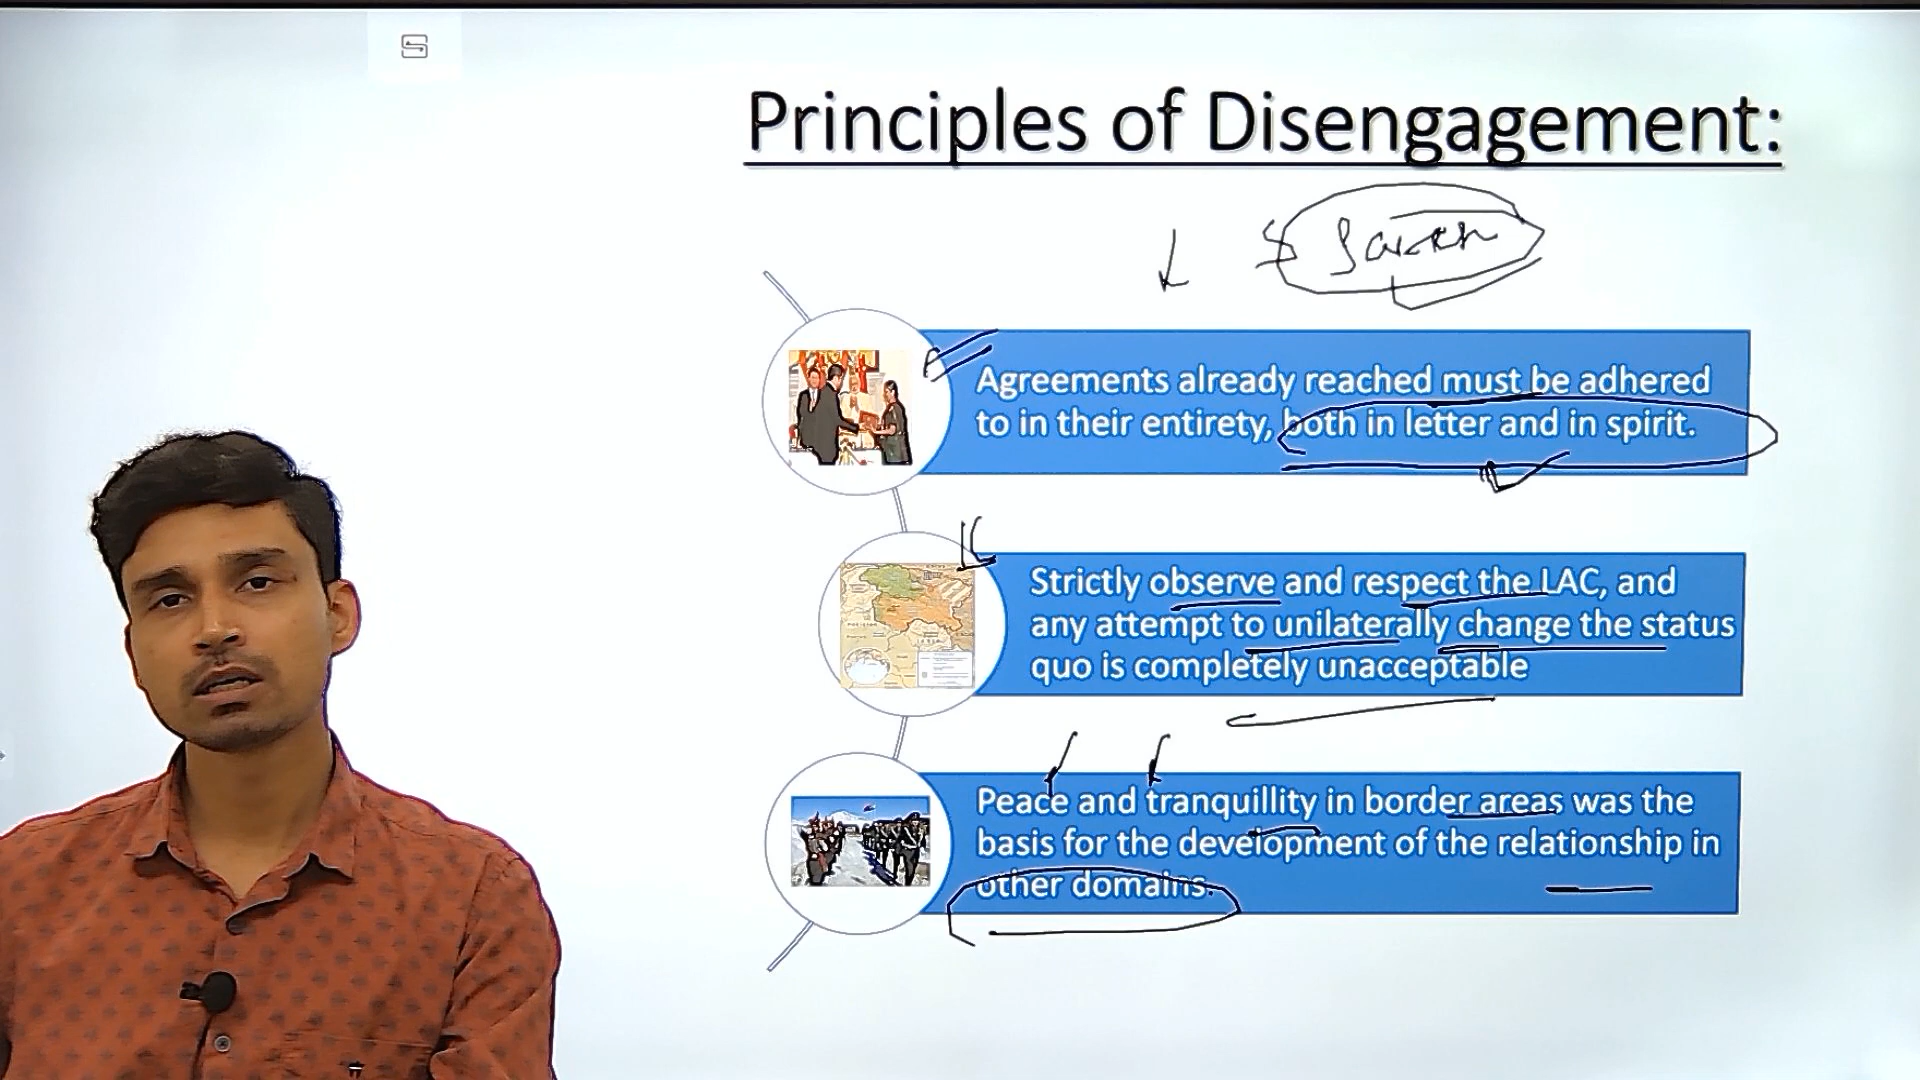 Principles of Disengagement:
Agreements already reached must be adhered
to in their entirety, both in letter and in spirit.
Strictly observe and respect the LAC, and
any attempt to unilaterally change the status
quo is completely unacceptable
Peace and tranquillity in border areas was the
basis for the development of the relationship in
other domains.